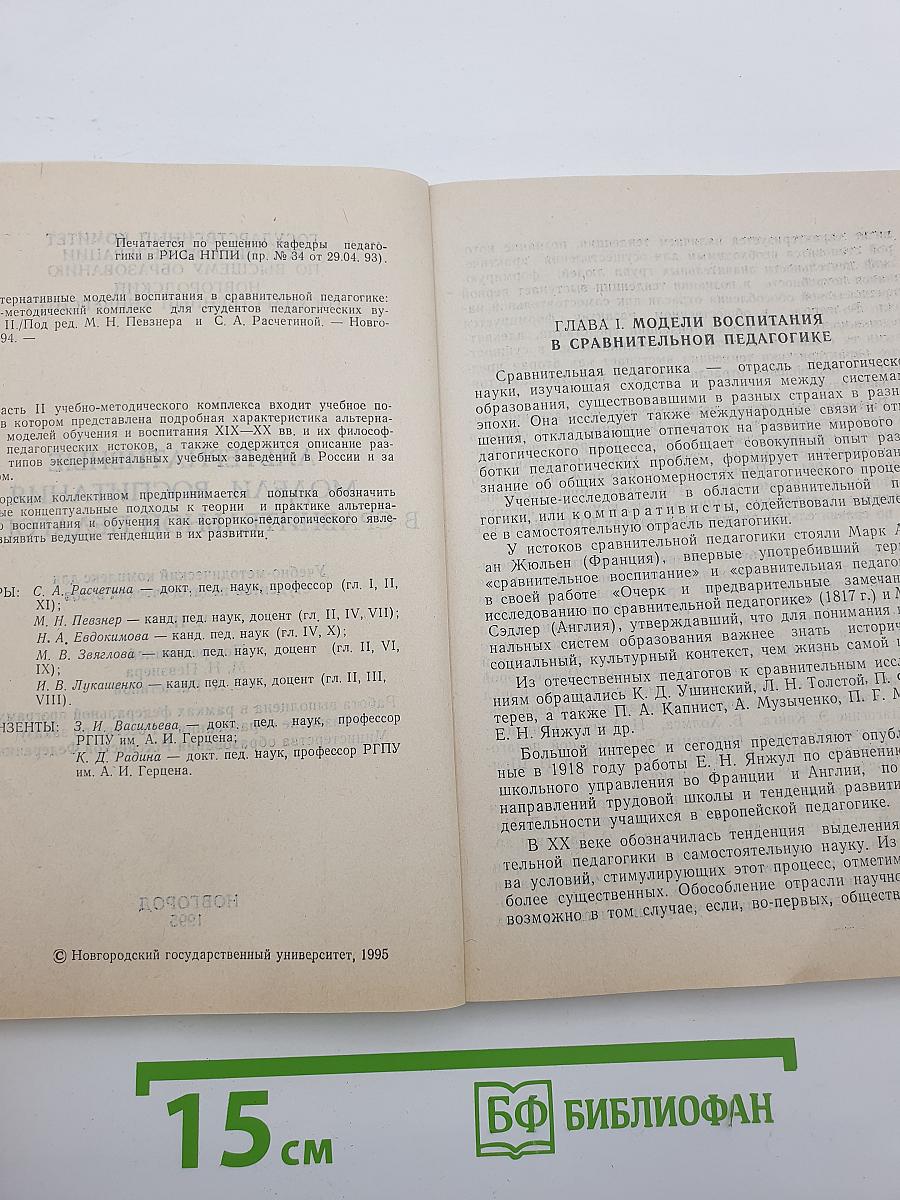 Печатается по решению кафедры педаго-
гики в РИСа НГПИ (пр. № 34 от 29.04. 93).
тернативные модели воспитания в сравнительной педагогике:
-методический комплекс для студентов педагогических ву-
II./Под ред. М. Н. Певзнера и С. А. Расчетиной. — Новго-
94. —
асть II учебно-методического комплекса входит учебное по-
в котором представлена подробная характеристика альтерна-
моделей обучения и воспитания XIX—XX вв. и их философ-
педагогических истоков, а также содержится описание раз-
типов экспериментальных учебных заведений в России и за
ом.
орским коллективом предпринимается попытка обозначить
ные концептуальные подходы к теории и практике альтерна-
о воспитания и обучения как историко-педагогического явле-
выявить ведущие тенденции в их развитии.
РЫ: С. А. Расчетина — докт. пед. наук, профессор (гл. I, II,
XI);
М. Н. Певзнер — канд. пед. наук, доцент (гл. II, IV, VII);
Н. А. Евдокимова — канд. пед. наук (гл. IV, X);
М. В. Звяглова — канд. пед. наук, доцент (гл. II, VI,
IX);
И. В. Лукашенко — канд. пед. наук, доцент (гл. II, III,
VIII).
НЗЕНТЫ: З. И. Васильева — докт. пед. наук, профессор
РГПУ им. А. И. Герцена;
К. Д. Радина — докт. пед. наук, профессор РГПУ
им. А. И. Герцена.
© Новгородский государственный университет, 1995
ГЛАВА I. МОДЕЛИ ВОСПИТАНИЯ
В СРАВНИТЕЛЬНОЙ ПЕДАГОГИКЕ
Сравнительная педагогика — отрасль педагогическо
науки, изучающая сходства и различия между системам
образования, существовавшими в разных странах в разн
эпохи. Она исследует также международные связи и отн
шения, откладывающие отпечаток на развитие мирового
дагогического процесса, обобщает совокупный опыт раз
ботки педагогических проблем, формирует интегрирован
знание об общих закономерностях педагогического проце
Ученые-исследователи в области сравнительной п
гогики, или компаративисты, содействовали выделе
ее в самостоятельную отрасль педагогики.
У истоков сравнительной педагогики стояли Марк А
ан Жюльен (Франция), впервые употребивший тер
«сравнительное воспитание» и «сравнительная педагог
в своей работе «Очерк и предварительные замечан
исследованию по сравнительной педагогике» (1817 г.) и М
Сэдлер (Англия), утверждавший, что для понимания н
нальных систем образования важнее знать историч
социальный, культурный контекст, чем жизнь самой ш
Из отечественных педагогов к сравнительным иссл
ниям обращались К. Д. Ушинский, Л. Н. Толстой, П. Ф
терев, а также П. А. Капнист, А. Музыченко, П. Г. М
Е. Н. Янжул и др.
Большой интерес и сегодня представляют опубл
ные в 1918 году работы Е. Н. Янжул по сравнению
школьного управления во Франции и Англии, по
направлений трудовой школы и тенденций развити
деятельности учащихся в европейской педагогике.
В XX веке обозначилась тенденция выделения
тельной педагогики в самостоятельную науку. Из
ва условий, стимулирующих этот процесс, отметим
более существенных. Обособление отрасли научно
возможно в том случае, если, во-первых, обществ
15 см
БФ БИБЛИОФАН